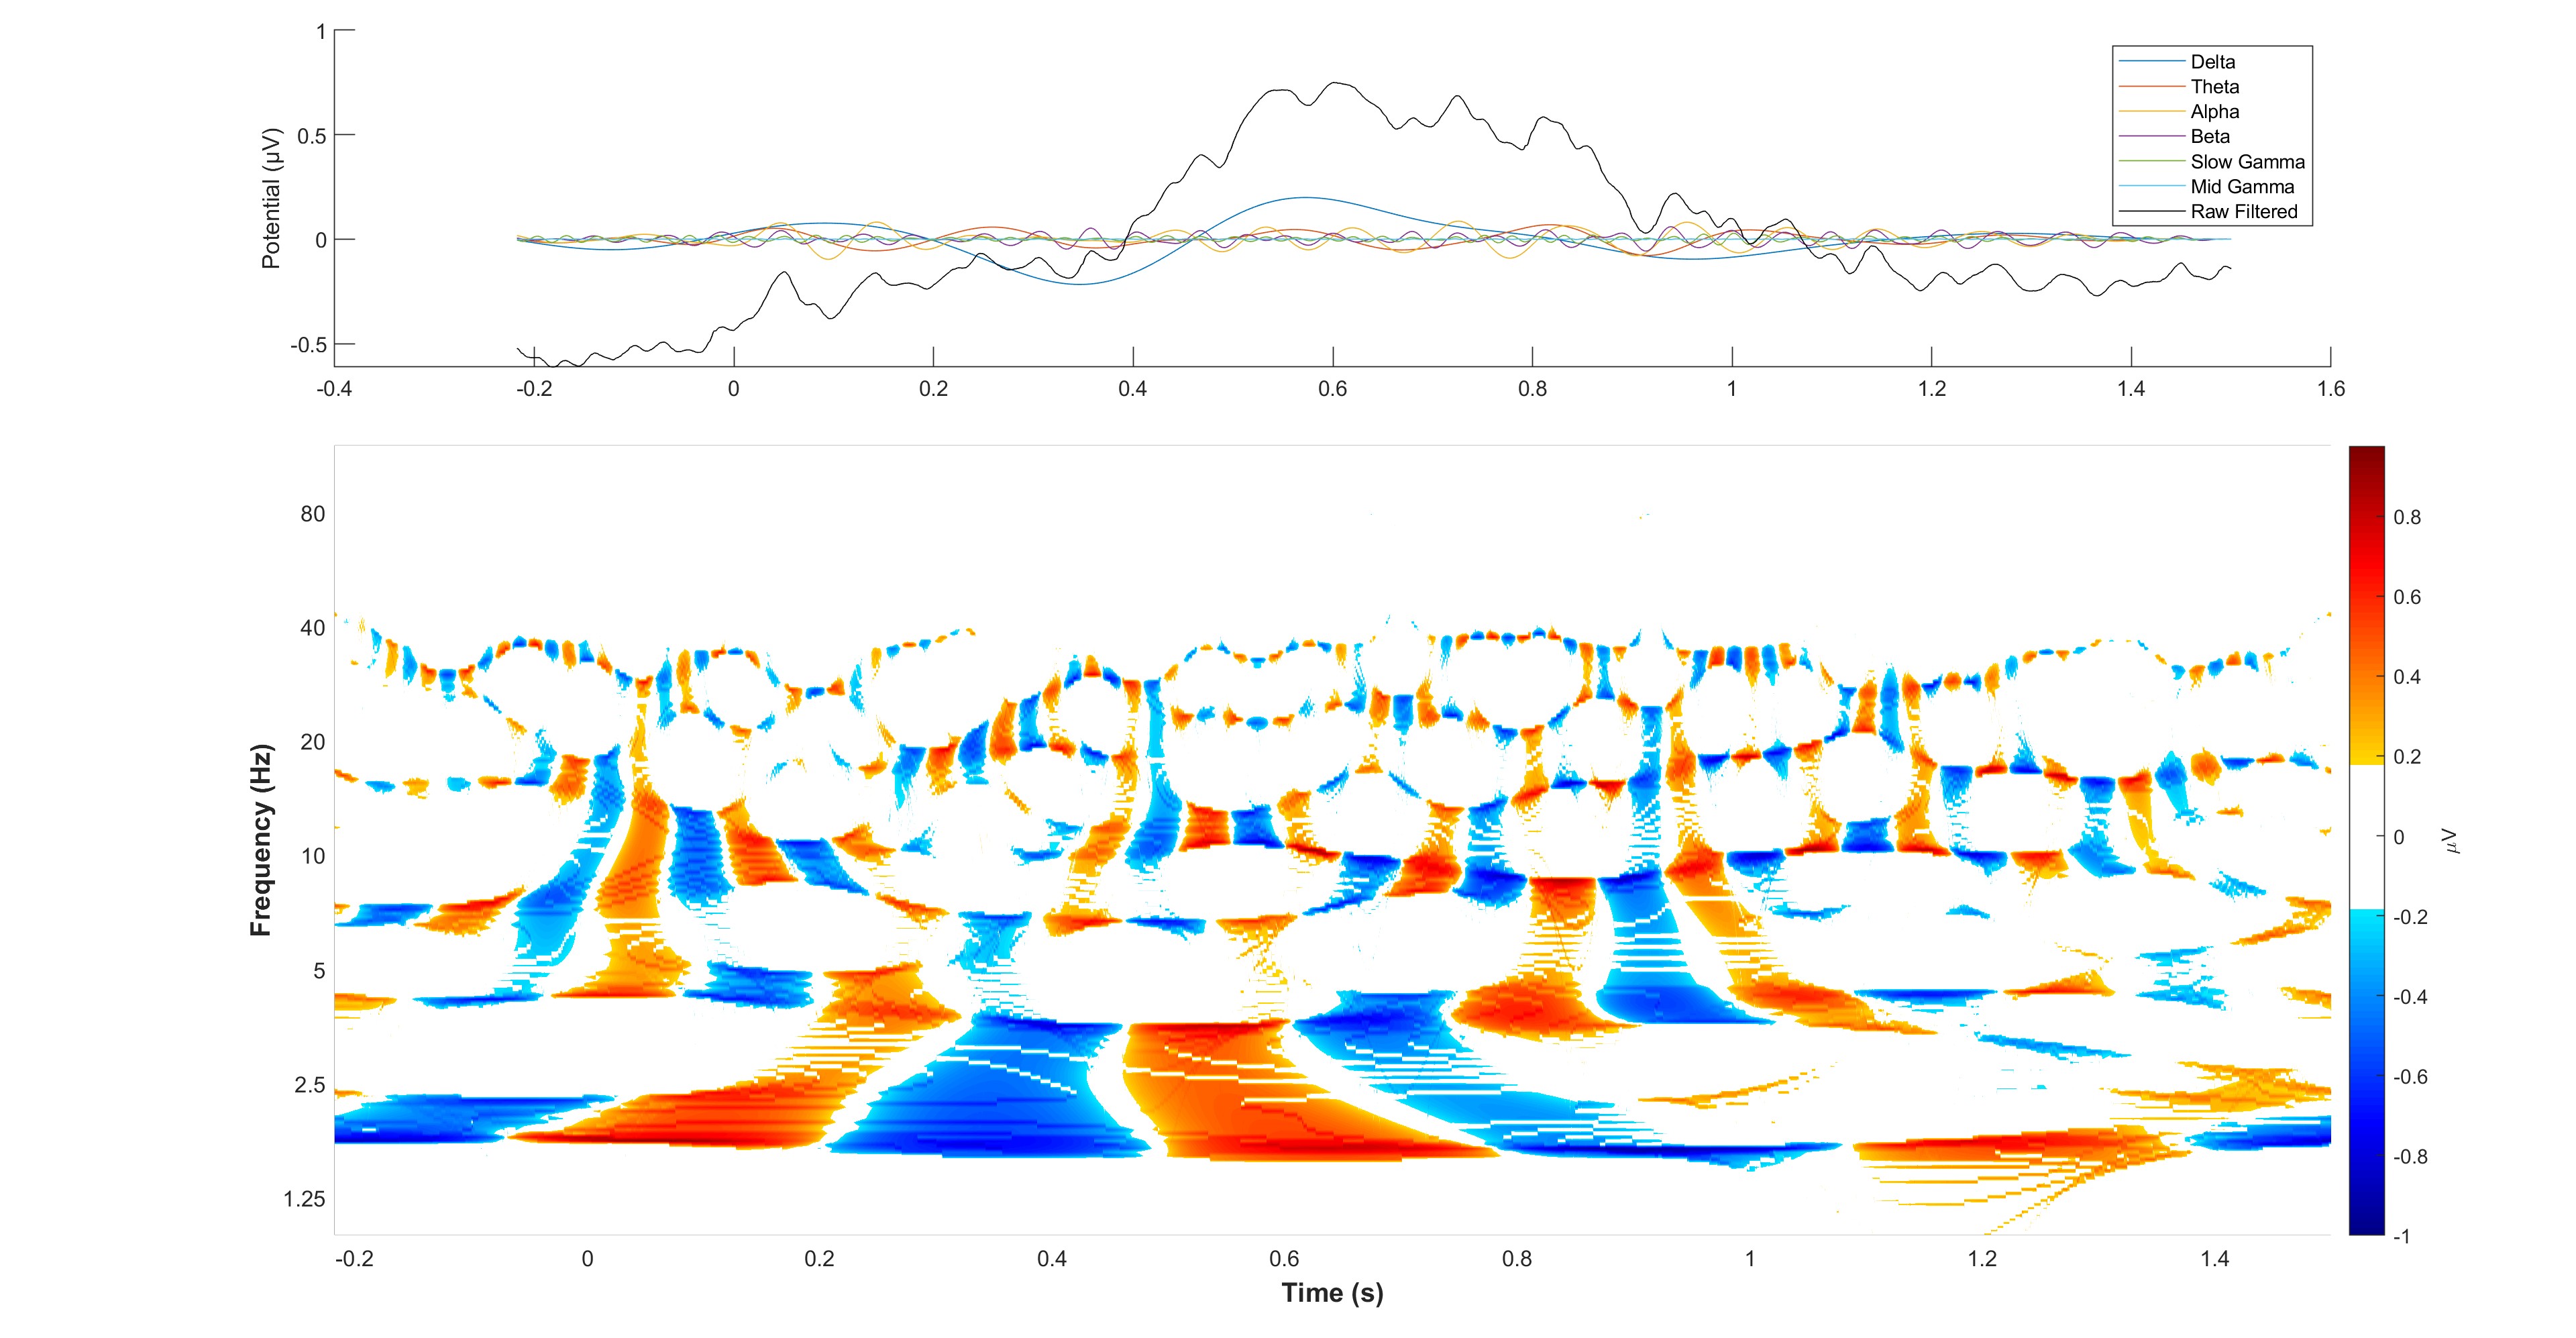 1
0.5
0
-0.5
Potential (µV)
-0.4 -0.2 0 0.2 0.4 0.6 0.8 1 1.2 1.4 1.6
Delta
Theta
Alpha
Beta
Slow Gamma
Mid Gamma
Raw Filtered
80
40
20
10
5
2.5
1.25
Frequency (Hz)
-0.2 0 0.2 0.4 0.6 0.8 1 1.2 1.4
Time (s)
0.8
0.6
0.4
0.2
0
-0.2
-0.4
-0.6
-0.8
-1
µV